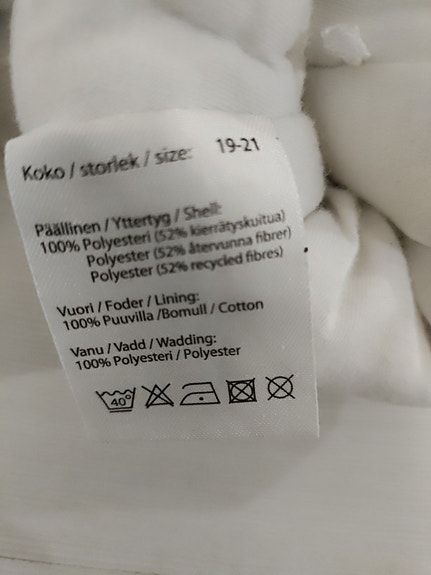 Koko / storlek / size: 19-21
Päällinen / Yttertyg / Shell:
100% Polyesteri (52% kierrätyskuitua)
Polyester (52% återvunna fibrer)
Polyester (52% recycled fibres)
Vuori / Foder / Lining:
100% Puuvilla /Bomull / Cotton
Vanu / Vadd / Wadding:
100% Polyesteri / Polyester
40°